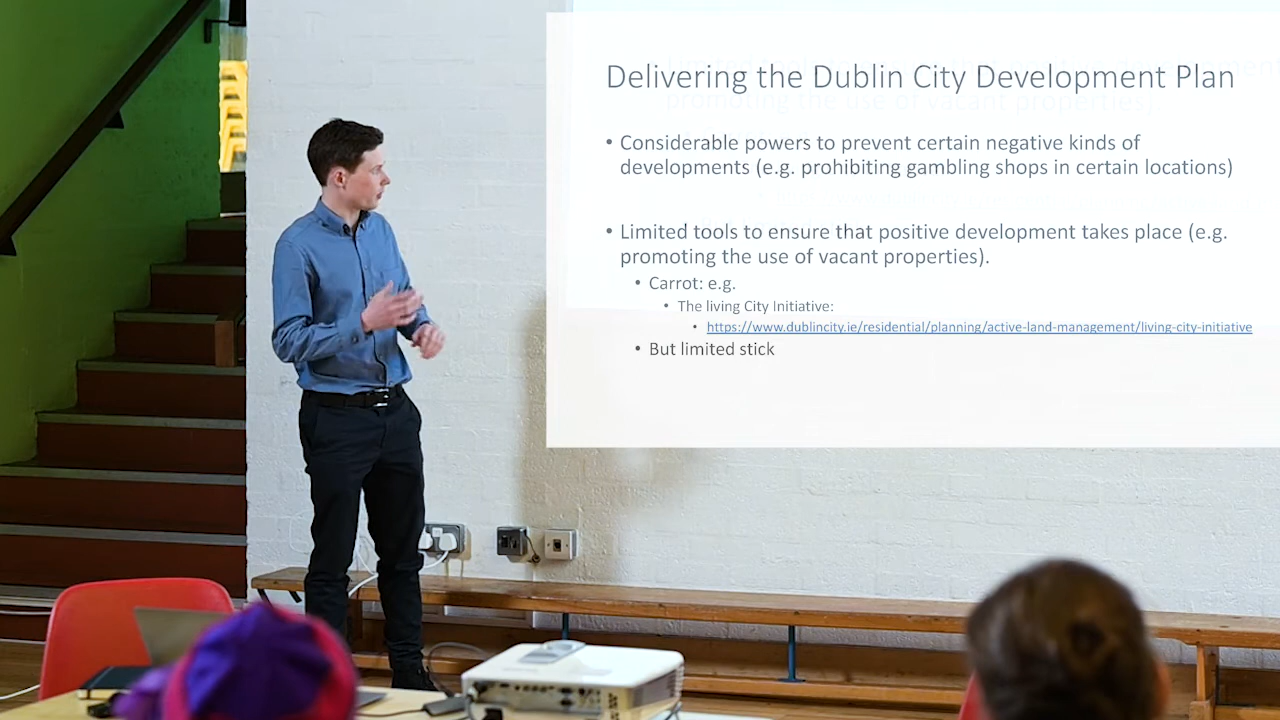 Delivering the Dublin City Development Plan
• Considerable powers to prevent certain negative kinds of
developments (e.g. prohibiting gambling shops in certain locations)
• Limited tools to ensure that positive development takes place (e.g.
promoting the use of vacant properties).
• Carrot: e.g.
• The living City Initiative:
• https://www.dublincity.ie/residential/planning/active-land-management/living-city-initiative
• But limited stick